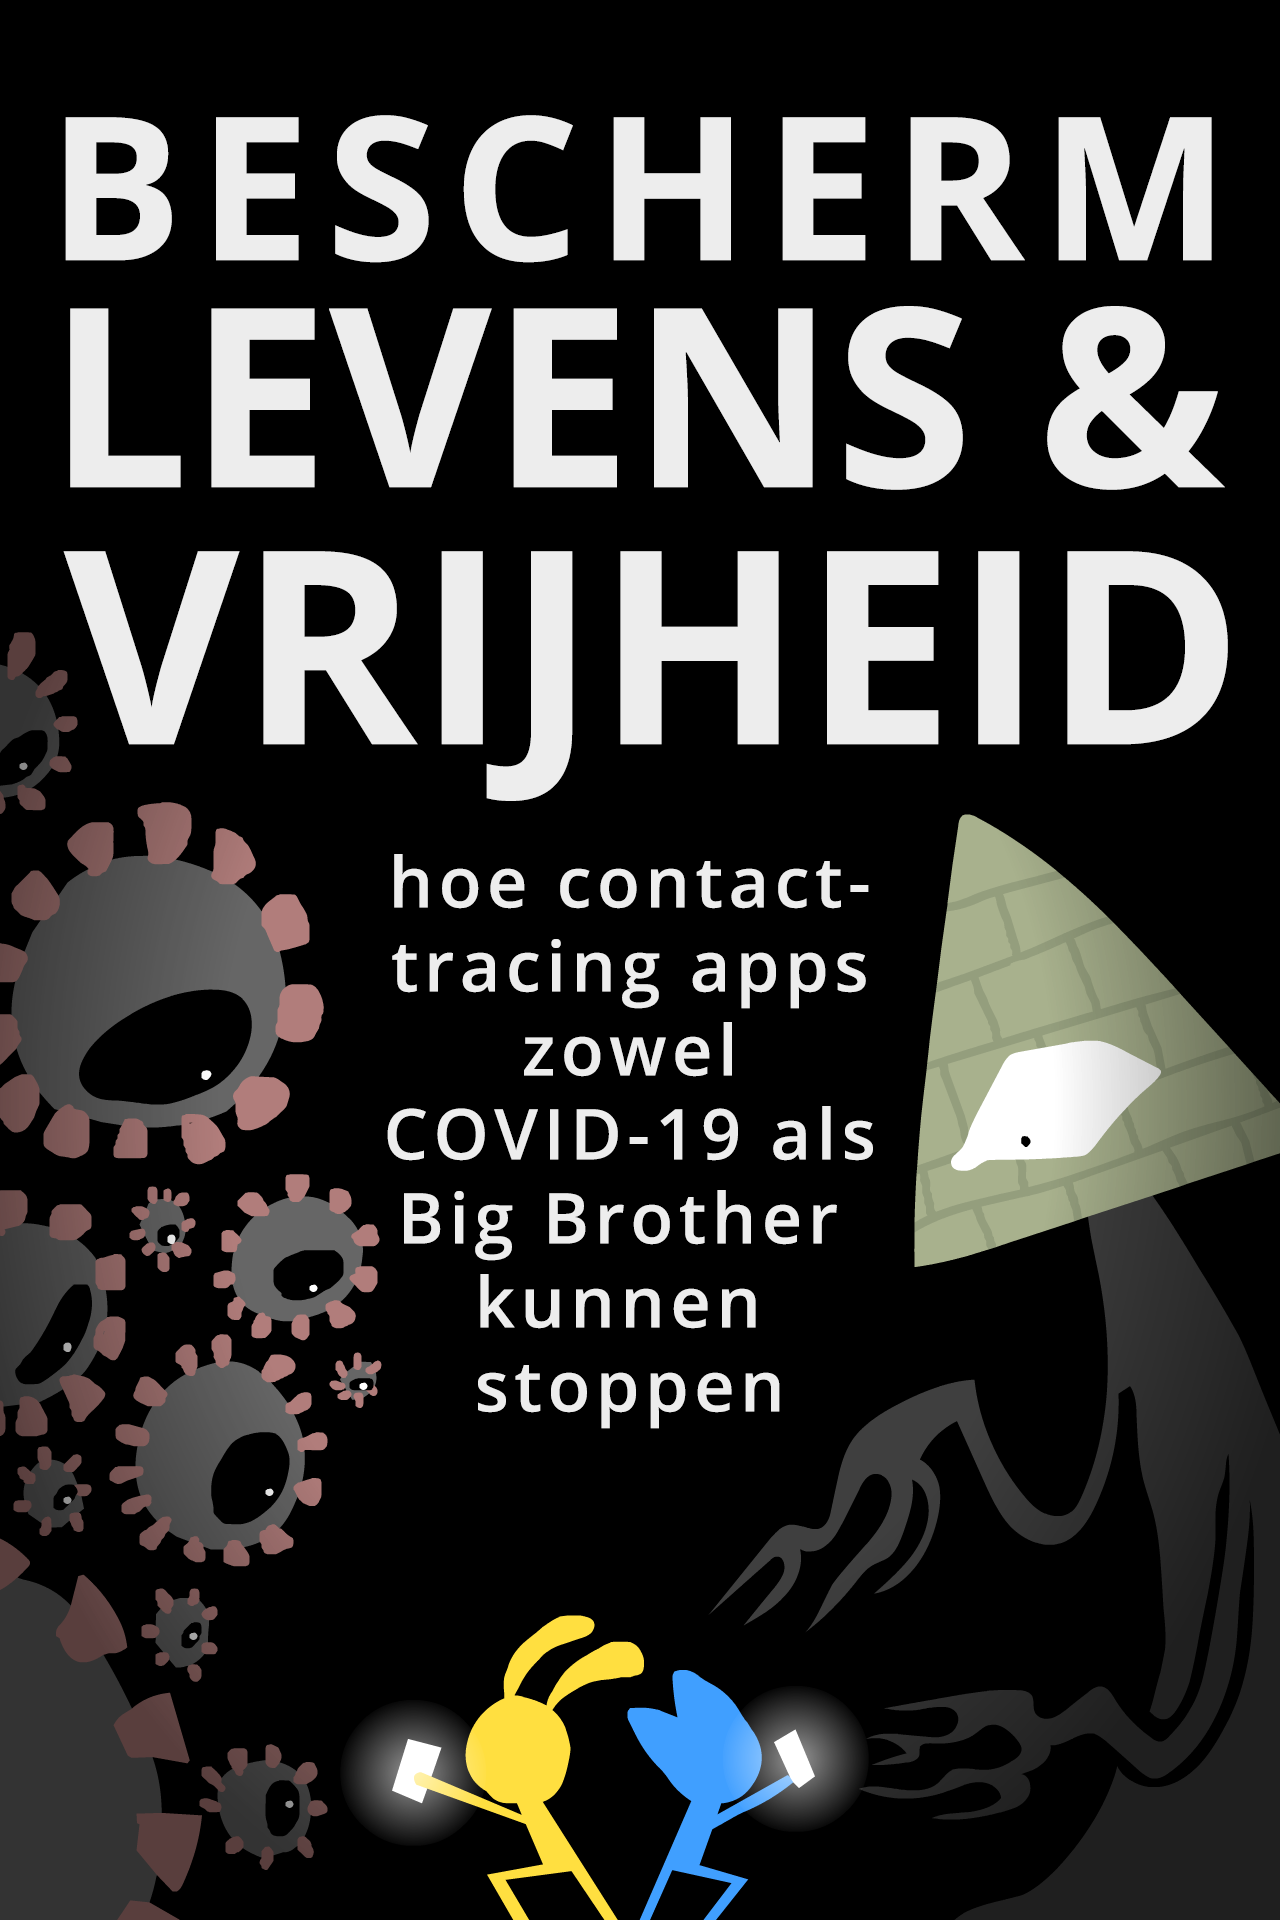 BESCHERM
LEVENS &
VRIJHEID
hoe contact-
tracing apps
zowel
COVID-19 als
Big Brother
kunnen
stoppen